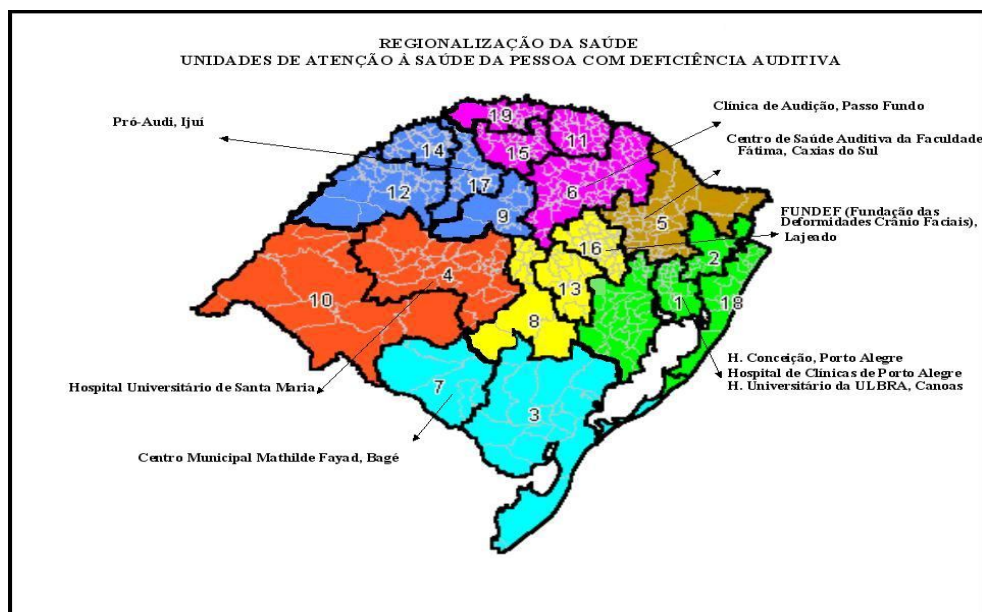 REGIONALIZAÇÃO DA SAÚDE
UNIDADES DE ATENÇÃO À SAÚDE DA PESSOA COM DEFICIÊNCIA AUDITIVA
Pró-Audi, Ijuí
Clínica de Audição, Passo Fundo
Centro de Saúde Auditiva da Faculdade
Fátima, Caxias do Sul
FUNDEF (Fundação das
Deformidades Crânio Faciais),
Lajeado
19
11
14
15
17
6
12
9
5
16
2
4
13
10
1
18
8
7
3
H. Conceição, Porto Alegre
Hospital de Clínicas de Porto Alegre
H. Universitário da ULBRA, Canoas
Hospital Universitário de Santa Maria
Centro Municipal Mathilde Fayad, Bagé